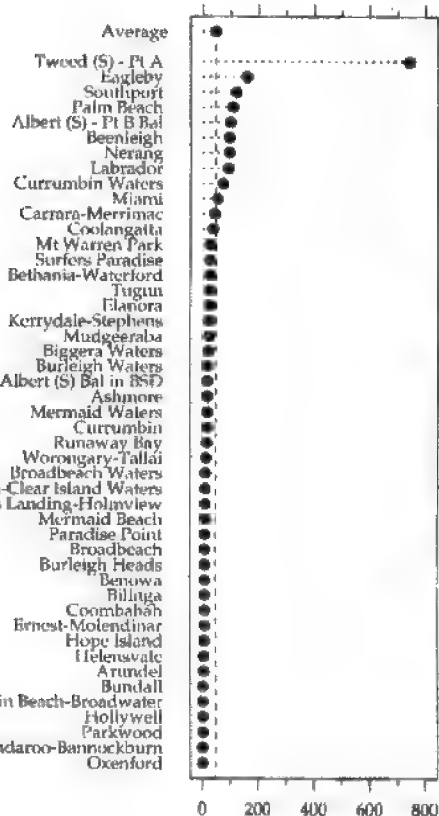 Average
Tweed (S) - Pt A
Eagleby
Southport
Palm Beach
Albert (S) - Pt B Bal
Beenleigh
Nerang
Labrador
Currumbin Waters
Miami
Carrara-Merrimac
Coolangatta
Mt Warren Park
Surfers Paradise
Bethania-Waterford
Tugun
Elanora
Kerrydale-Stephens
Mudgeeraba
Biggera Waters
Burleigh Waters
Albert (S) Bal in BSD
Ashmore
Mermaid Waters
Currumbin
Runaway Bay
Worongary-Tallai
Broadbeach Waters
-Clear Island Waters
Landing-Holmview
Mermaid Beach
Paradise Point
Broadbeach
Burleigh Heads
Benowa
Bilinga
Coombabah
Ernest-Molendinar
Hope Island
Helensvale
Arundel
Bundall
in Beach-Broadwater
Hollywell
Parkwood
ndaroo-Bannockburn
Oxenford
0 200 400 600 800